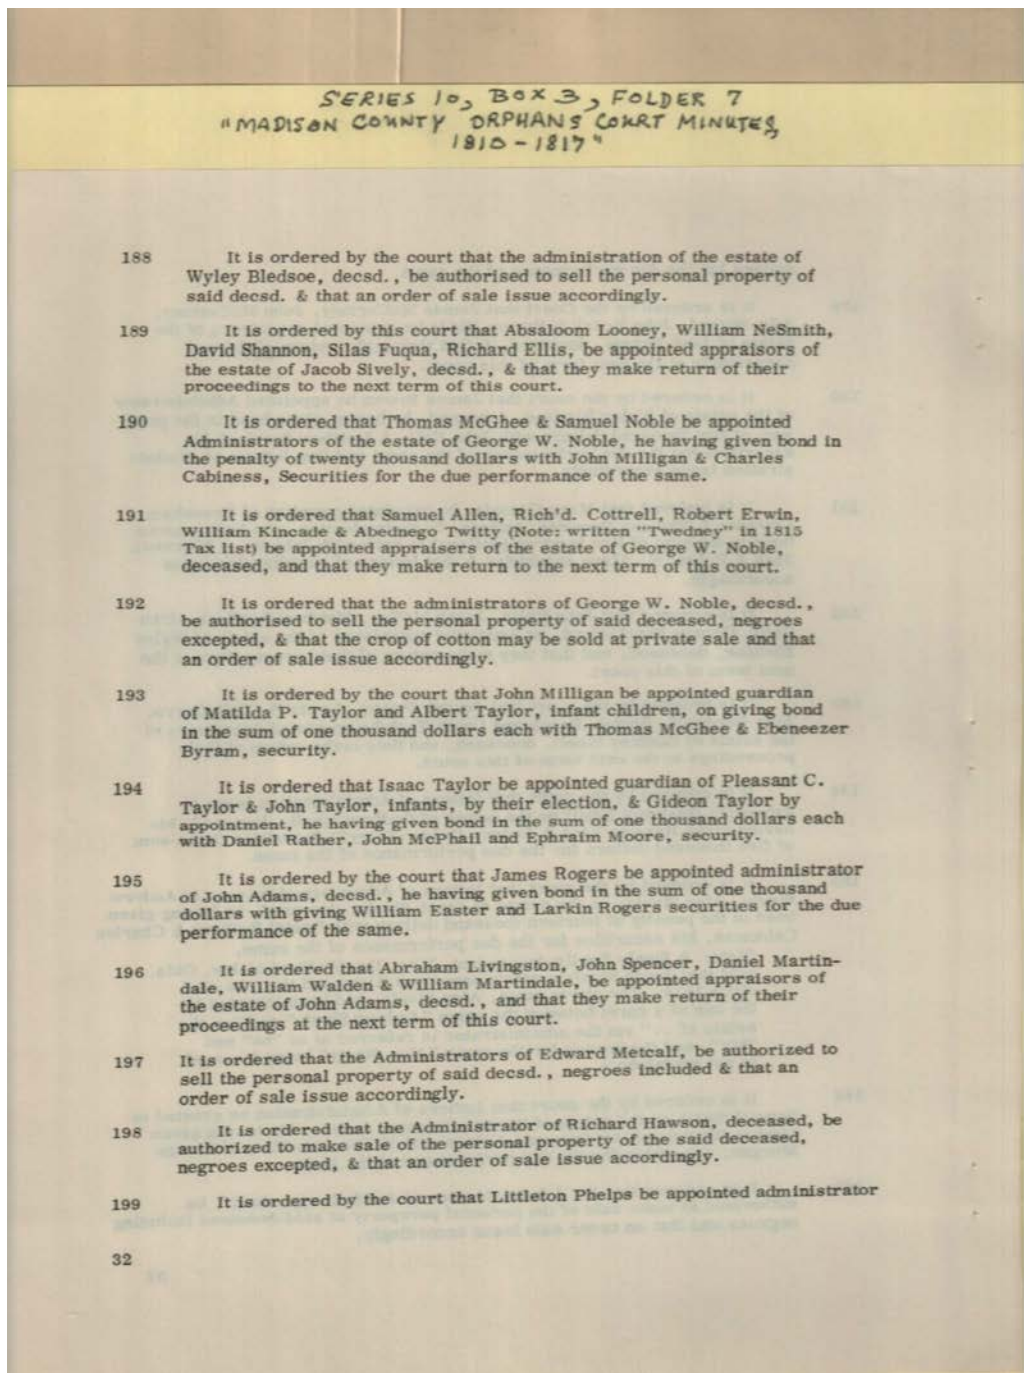 SERIES 10, BOX 3, FOLDER 7
"MADISON COUNTY ORPHANS COURT MINUTES,
1810-1817"
188 It is ordered by the court that the administration of the estate of
Wyley Bledsoe, decsd., be authorised to sell the personal property of
said decsd. & that an order of sale issue accordingly.
189 It is ordered by this court that Absaloom Looney, William NeSmith,
David Shannon, Silas Fuqua, Richard Ellis, be appointed appraisors of
the estate of Jacob Sively, decsd., & that they make return of their
proceedings to the next term of this court.
190 It is ordered that Thomas McGhee & Samuel Noble be appointed
Administrators of the estate of George W. Noble, he having given bond in
the penalty of twenty thousand dollars with John Milligan & Charles
Cabiness, Securities for the due performance of the same.
191 It is ordered that Samuel Allen, Rich'd. Cottrell, Robert Erwin,
William Kincade & Abednego Twitty (Note: written "Twedney" in 1815
Tax list) be appointed appraisers of the estate of George W. Noble,
deceased, and that they make return to the next term of this court.
192 It is ordered that the administrators of George W. Noble, decsd.,
be authorised to sell the personal property of said deceased, negroes
excepted, & that the crop of cotton may be sold at private sale and that
an order of sale issue accordingly.
193 It is ordered by the court that John Milligan be appointed guardian
of Matilda P. Taylor and Albert Taylor, infant children, on giving bond
in the sum of one thousand dollars each with Thomas McGhee & Ebeneezer
Byram, security.
194 It is ordered that Isaac Taylor be appointed guardian of Pleasant C.
Taylor & John Taylor, infants, by their election, & Gideon Taylor by
appointment, he having given bond in the sum of one thousand dollars each
with Daniel Rather, John McPhail and Ephraim Moore, security.
195 It is ordered by the court that James Rogers be appointed administrator
of John Adams, decsd., he having given bond in the sum of one thousand
dollars with giving William Easter and Larkin Rogers securities for the due
performance of the same.
196 It is ordered that Abraham Livingston, John Spencer, Daniel Martin-
dale, William Walden & William Martindale, be appointed appraisors of
the estate of John Adams, decsd., and that they make return of their
proceedings at the next term of this court.
197 It is ordered that the Administrators of Edward Metcalf, be authorized to
sell the personal property of said decsd., negroes included & that an
order of sale issue accordingly.
198 It is ordered that the Administrator of Richard Hawson, deceased, be
authorized to make sale of the personal property of the said deceased,
negroes excepted, & that an order of sale issue accordingly.
199 It is ordered by the court that Littleton Phelps be appointed administrator
32